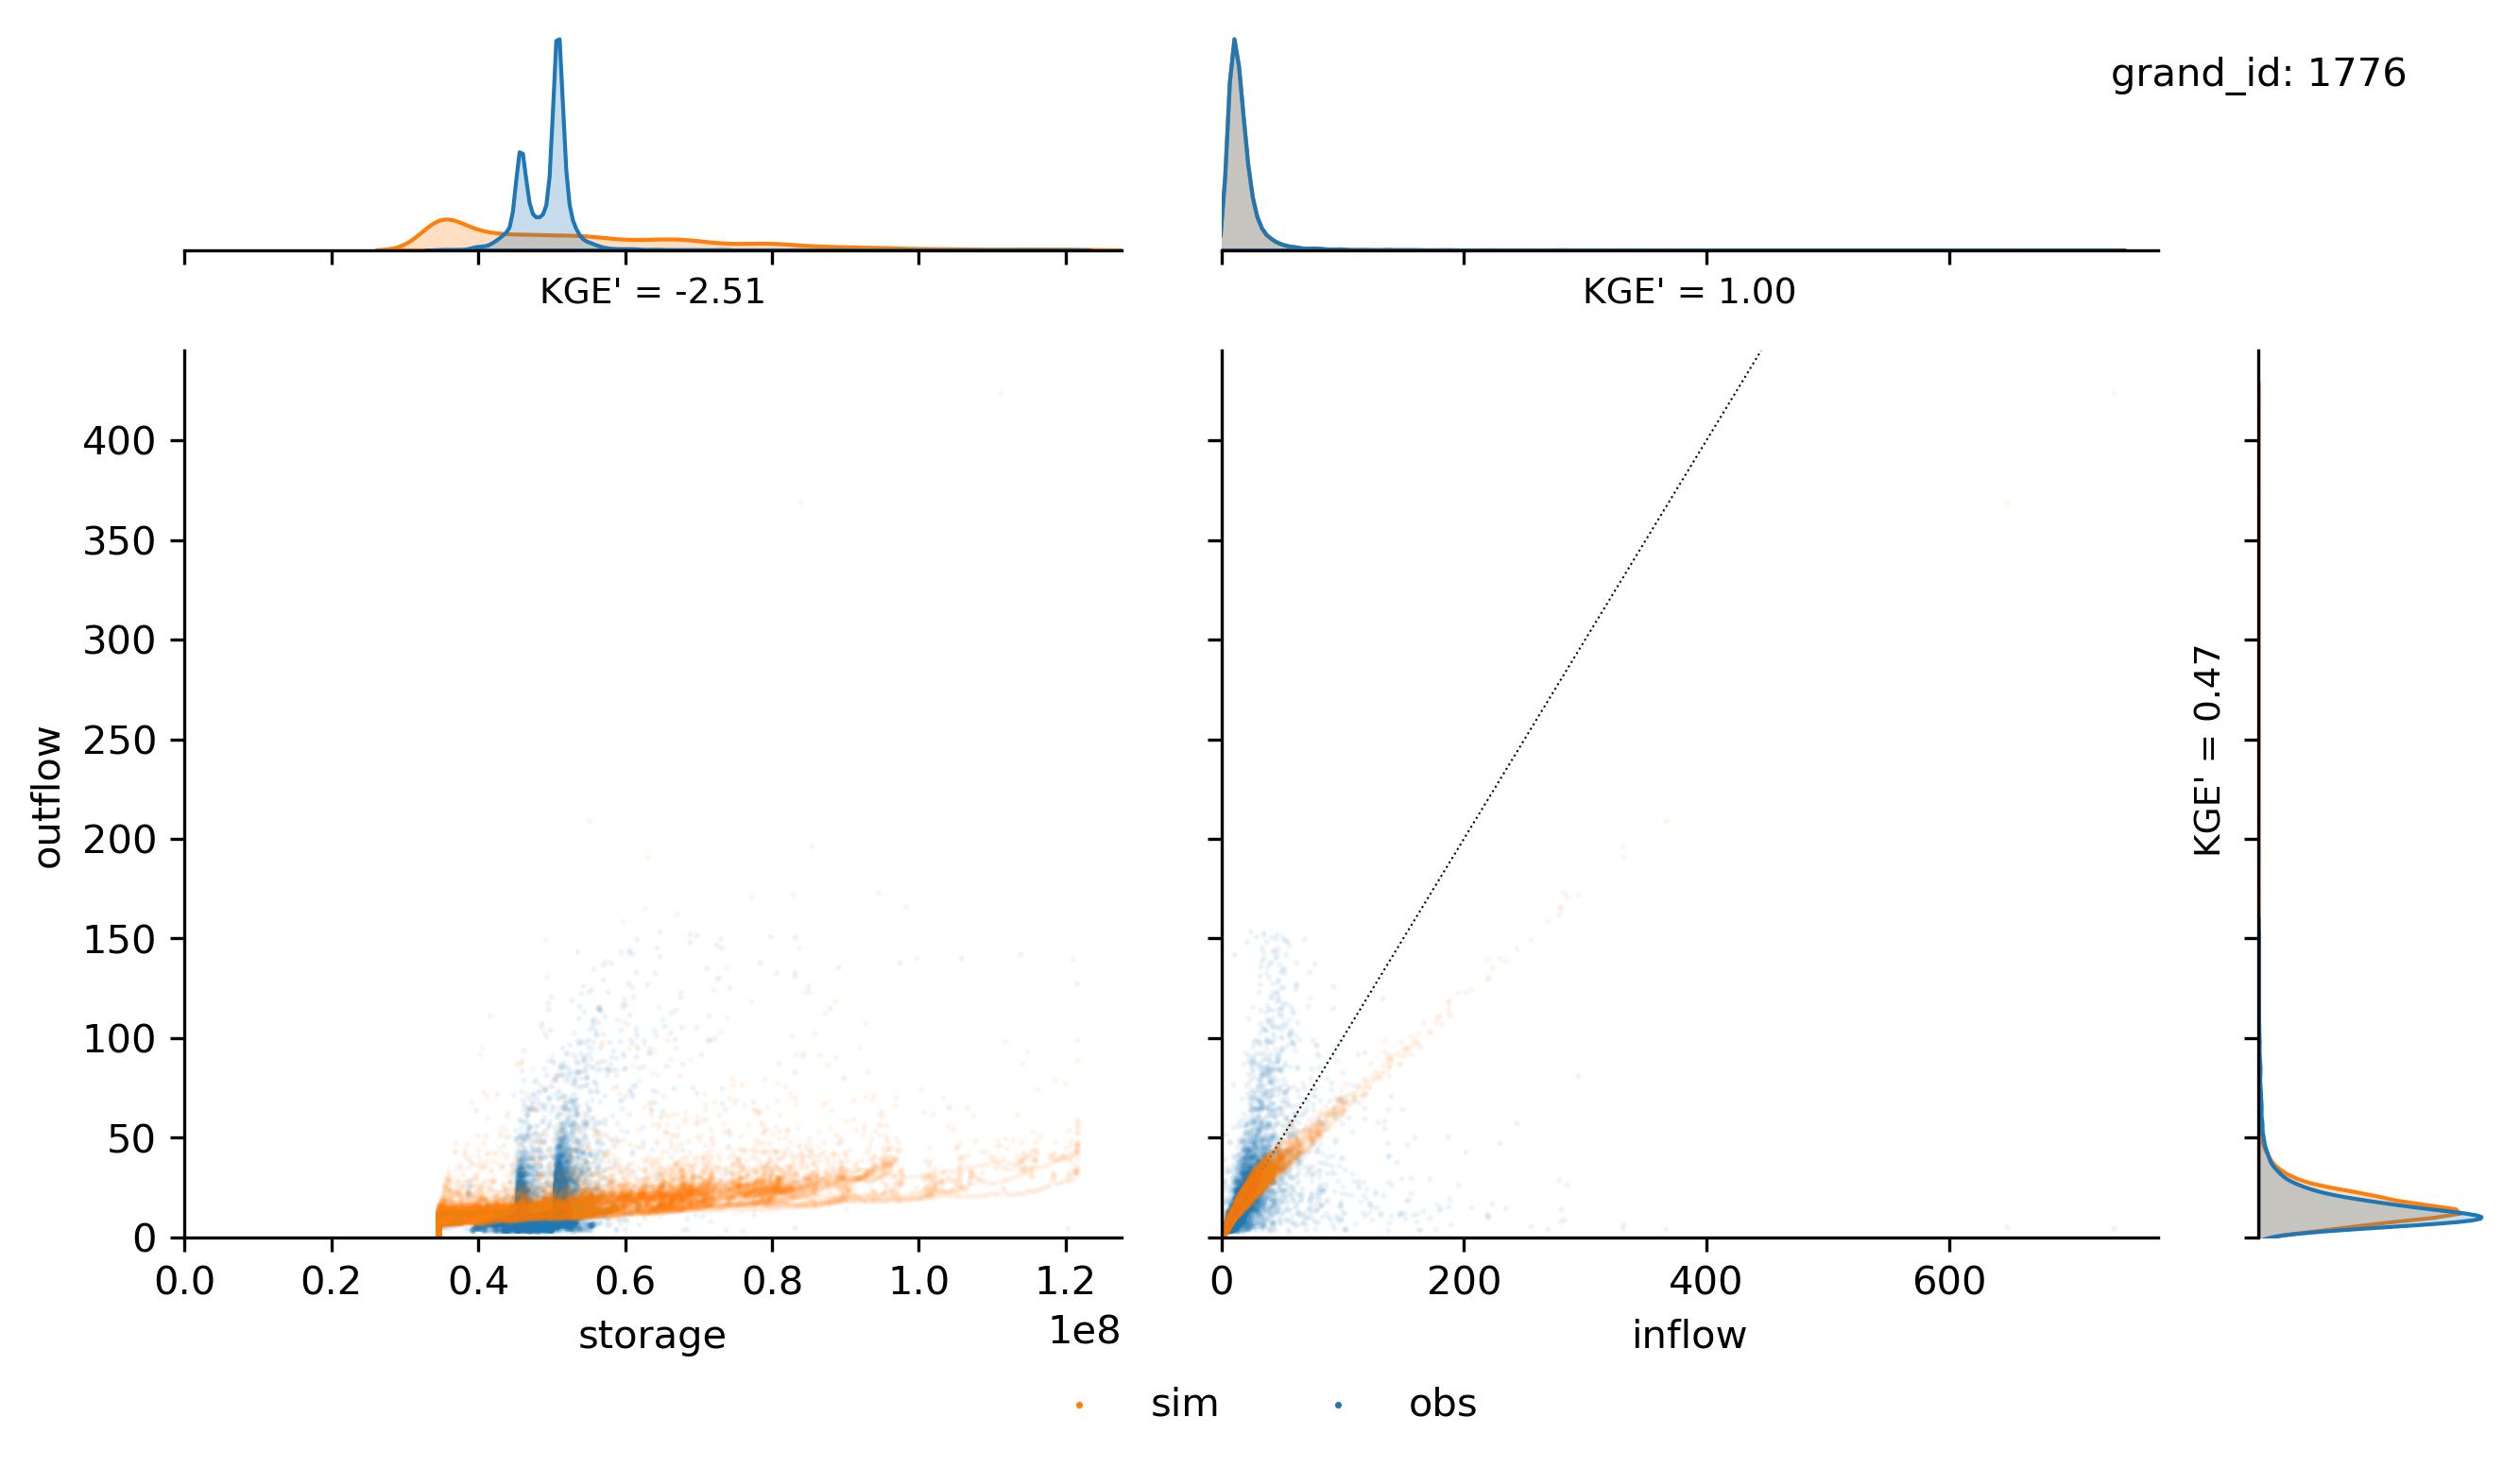 grand_id: 1776
KGE' = -2.51
KGE' = 1.00
outflow
400
350
300
250
200
150
100
50
0
KGE' = 0.47
0.0 0.2 0.4 0.6 0.8 1.0 1.2
1e8
storage
0 200 400 600
inflow
sim obs